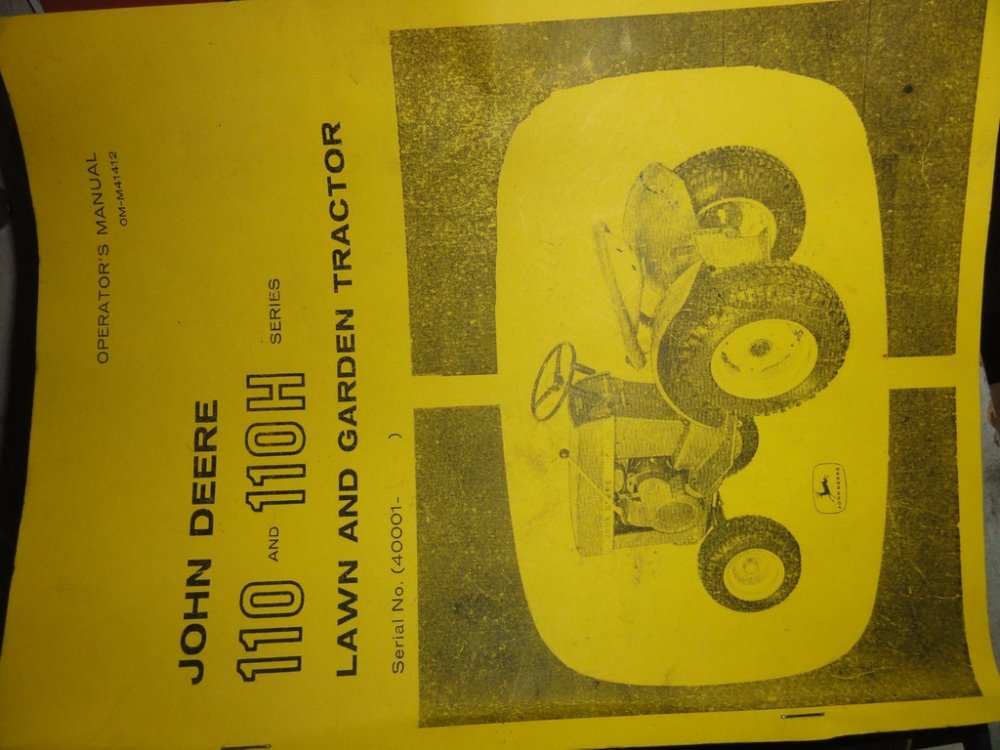 OPERATOR'S MANUAL
OM-M41412
JOHN DEERE
110 AND 110H SERIES
LAWN AND GARDEN TRACTOR
Serial No. (40001-       )
JOHN DEERE